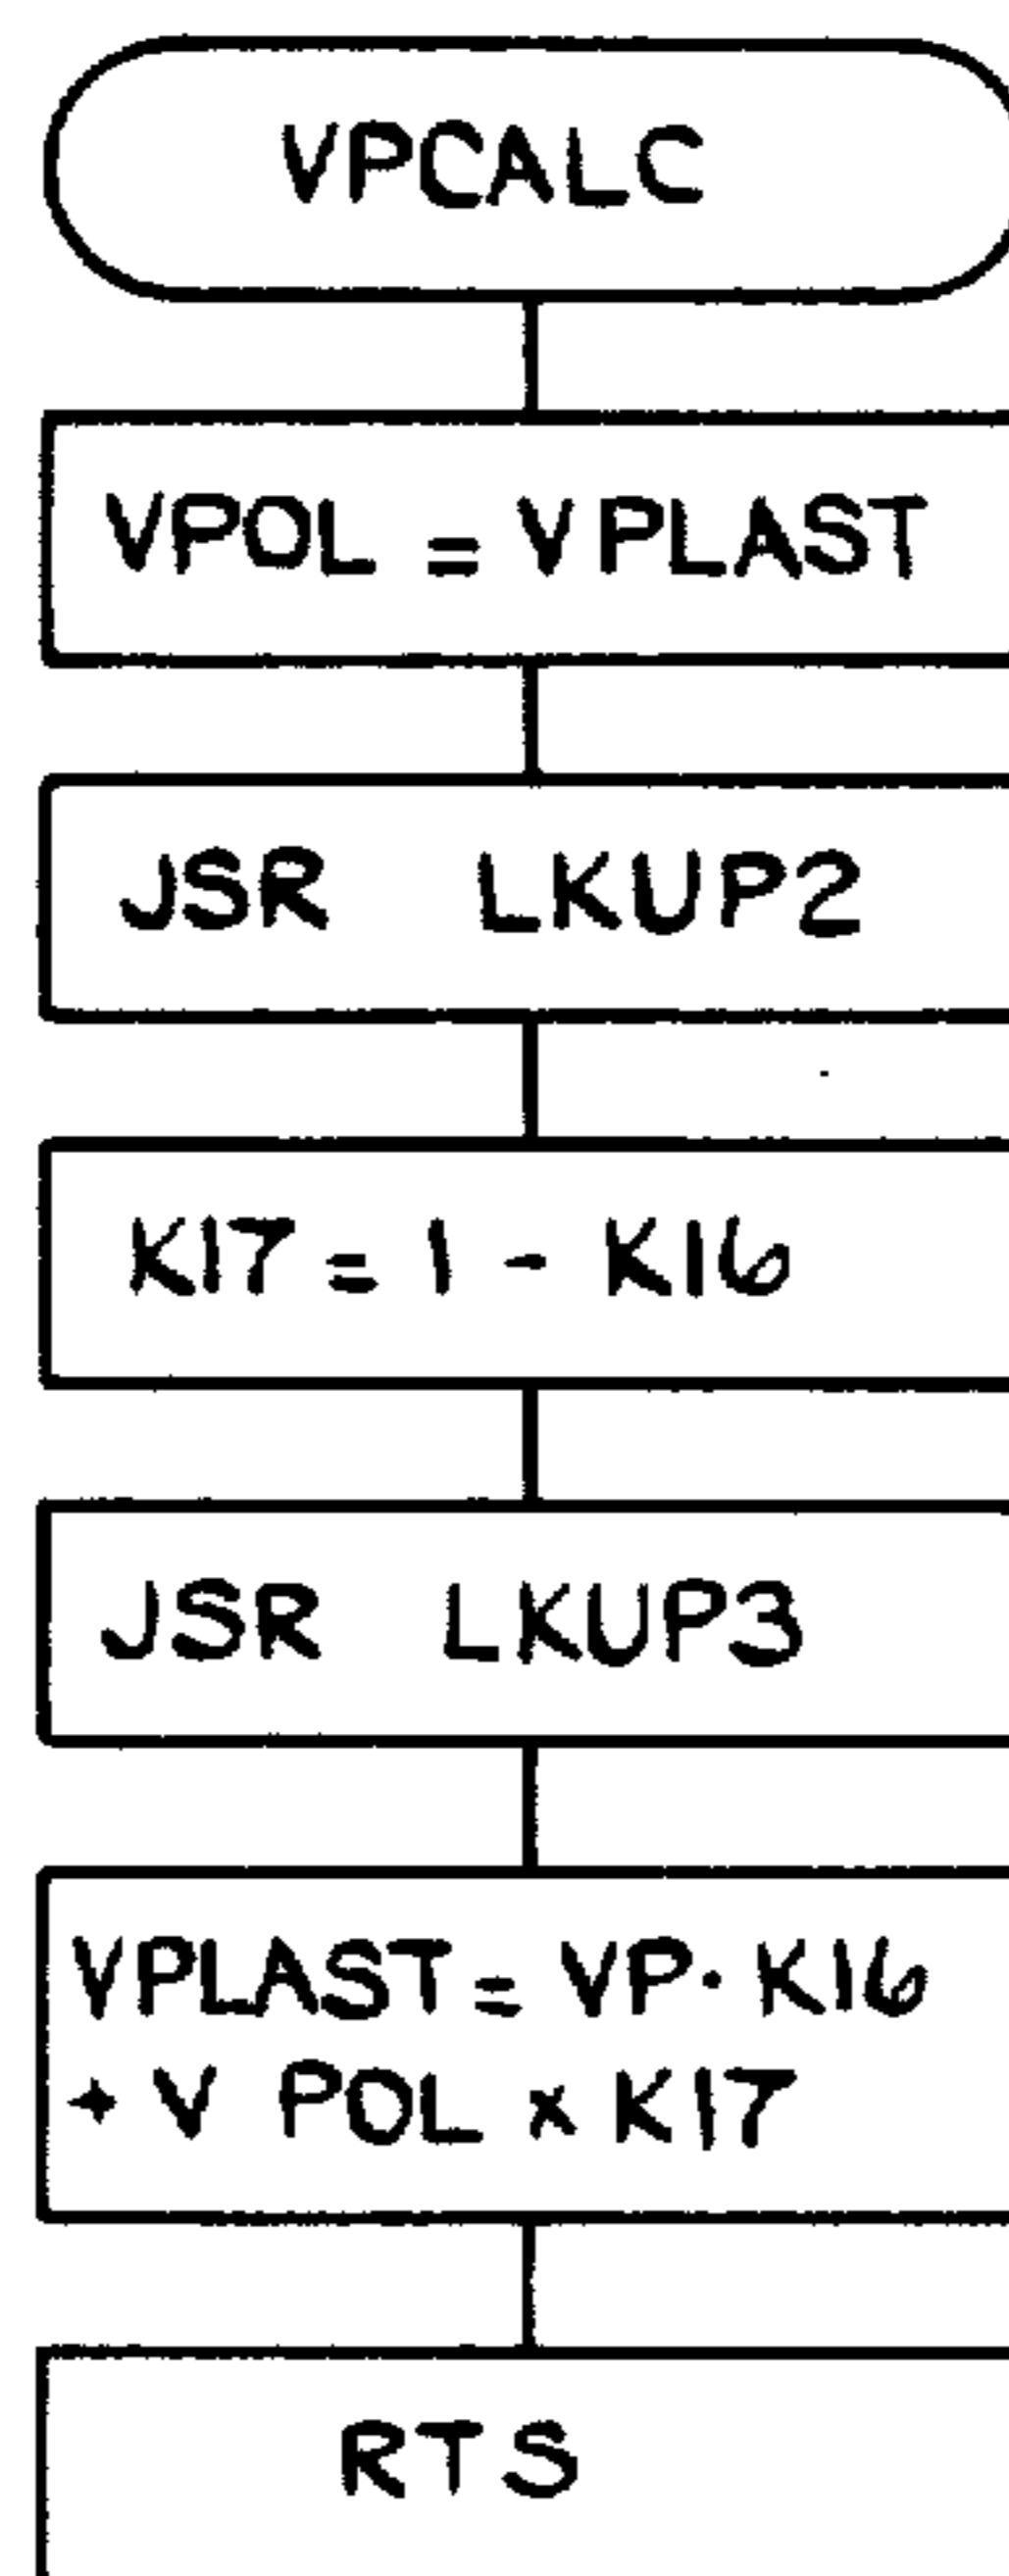 VPCALC
VPOL = VPLAST
JSR LKUP2
K17 = 1 - K16
JSR LKUP3
VPLAST = VP · K16
+ V POL x K17
RTS